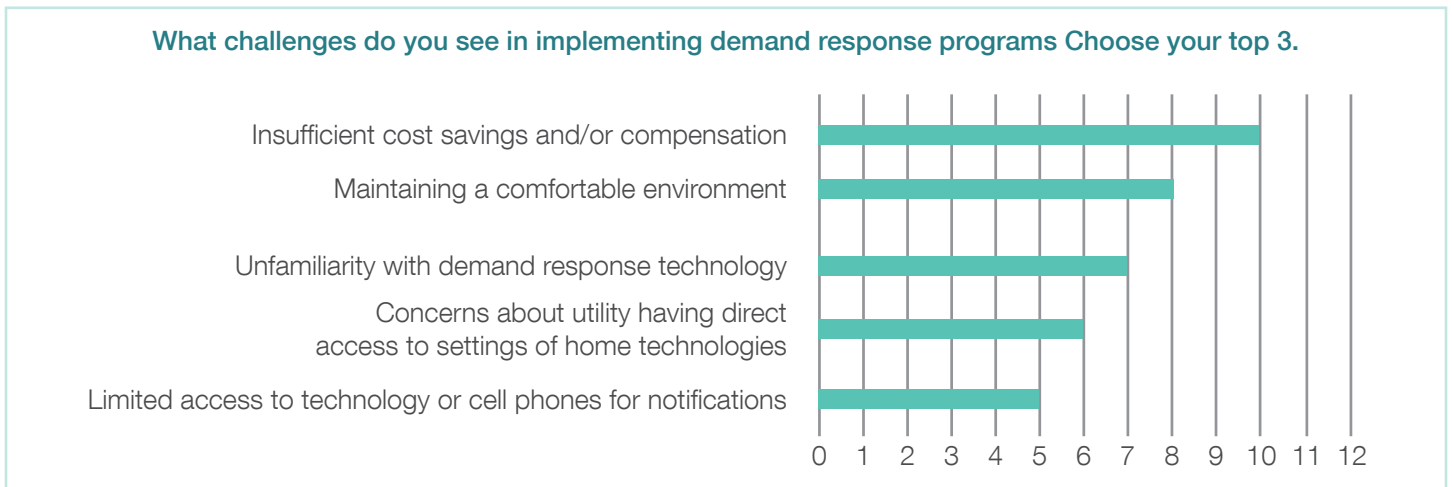 What challenges do you see in implementing demand response programs Choose your top 3.
Insufficient cost savings and/or compensation
Maintaining a comfortable environment
Unfamiliarity with demand response technology
Concerns about utility having direct
access to settings of home technologies
Limited access to technology or cell phones for notifications
0 1 2 3 4 5 6 7 8 9 10 11 12